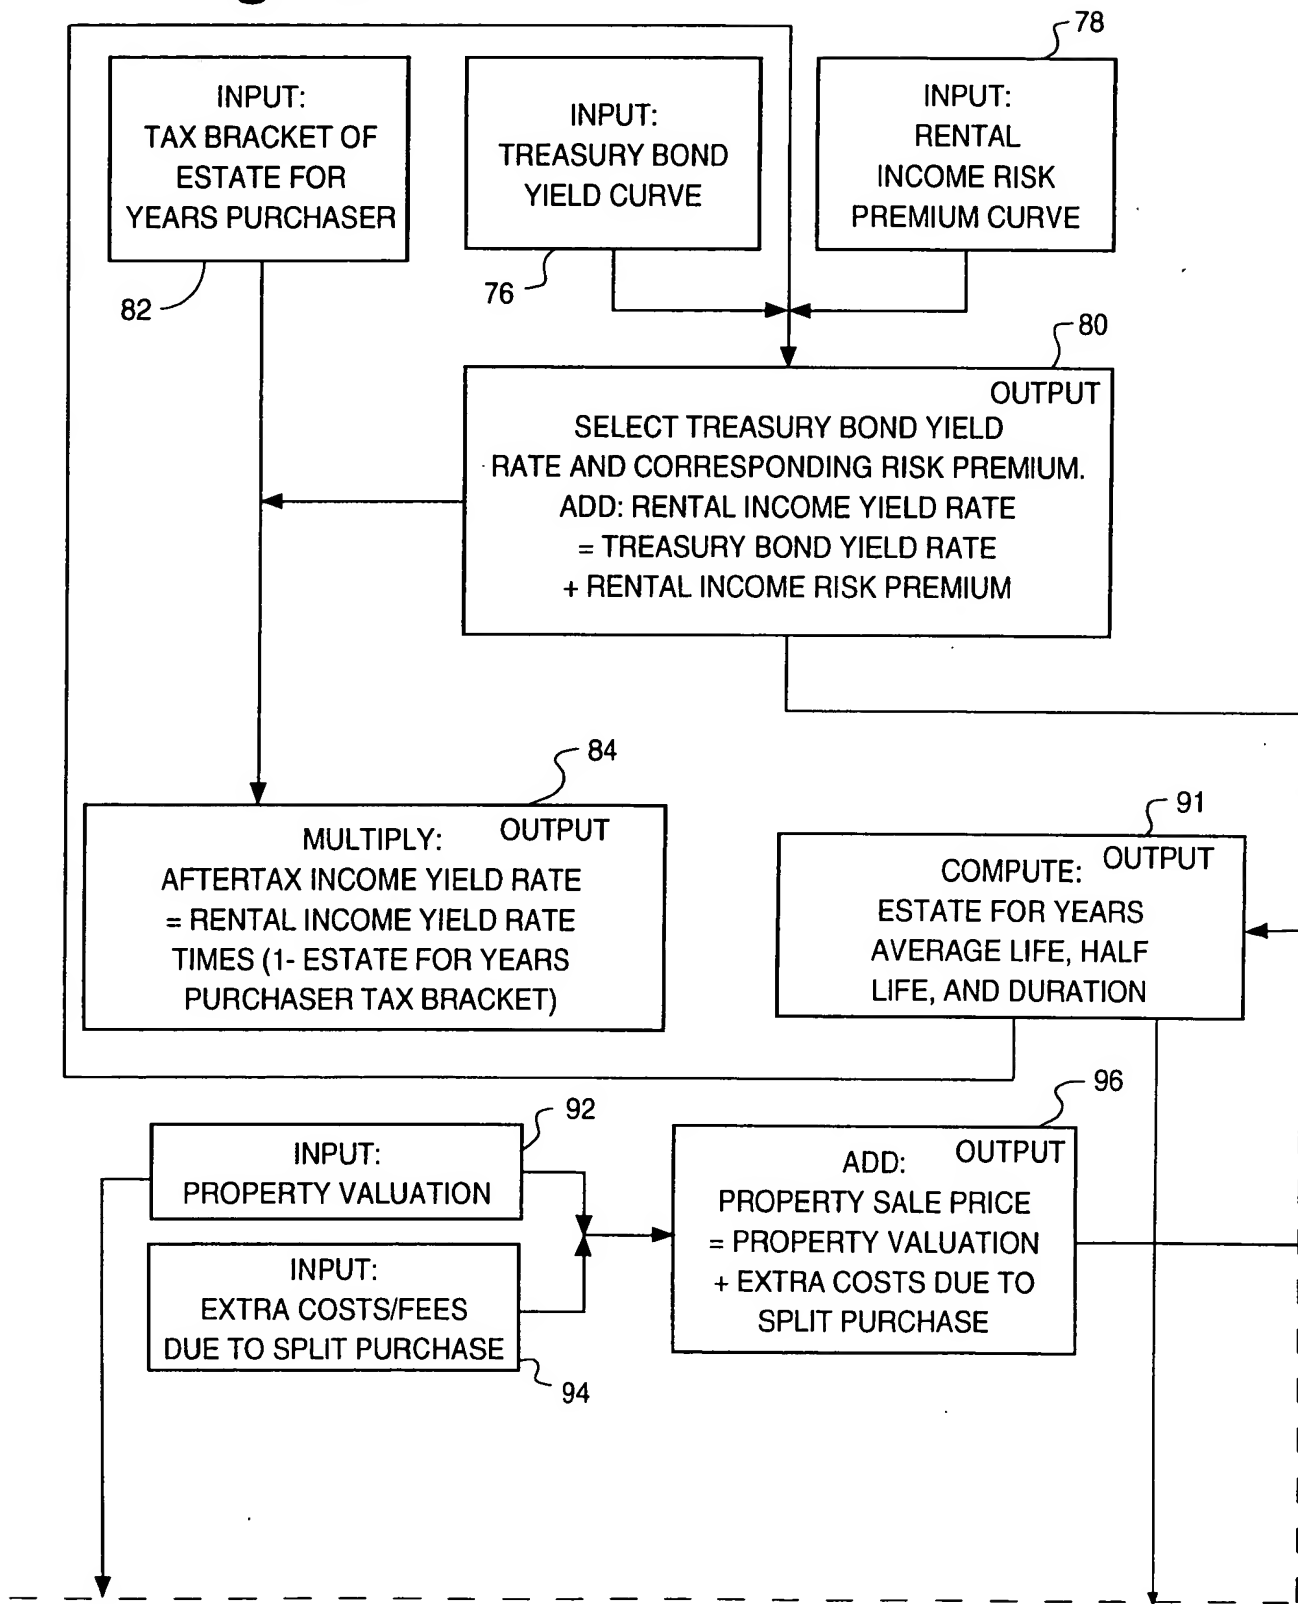 78
INPUT:
TAX BRACKET OF
ESTATE FOR
YEARS PURCHASER
82
INPUT:
TREASURY BOND
YIELD CURVE
76
INPUT:
RENTAL
INCOME RISK
PREMIUM CURVE
80
OUTPUT
SELECT TREASURY BOND YIELD
RATE AND CORRESPONDING RISK PREMIUM.
ADD: RENTAL INCOME YIELD RATE
= TREASURY BOND YIELD RATE
+ RENTAL INCOME RISK PREMIUM
84
OUTPUT
MULTIPLY:
AFTERTAX INCOME YIELD RATE
= RENTAL INCOME YIELD RATE
TIMES (1- ESTATE FOR YEARS
PURCHASER TAX BRACKET)
91
OUTPUT
COMPUTE:
ESTATE FOR YEARS
AVERAGE LIFE, HALF
LIFE, AND DURATION
92
INPUT:
PROPERTY VALUATION
INPUT:
EXTRA COSTS/FEES
DUE TO SPLIT PURCHASE
94
96
OUTPUT
ADD:
PROPERTY SALE PRICE
= PROPERTY VALUATION
+ EXTRA COSTS DUE TO
SPLIT PURCHASE